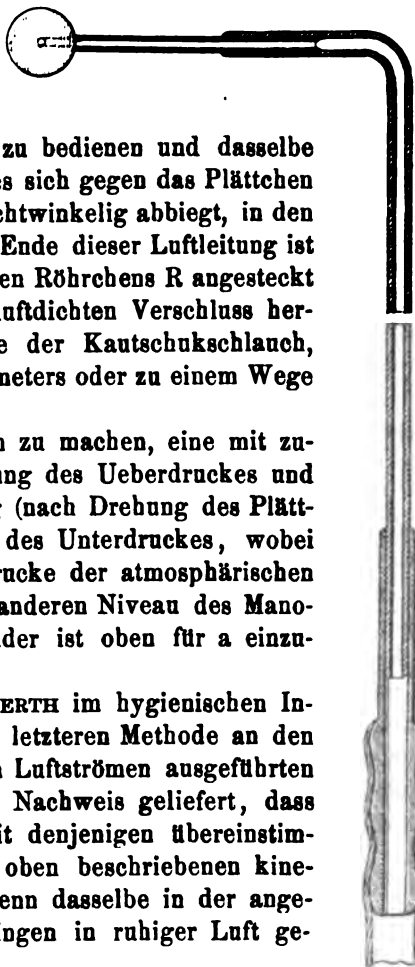 zu bedienen und dasselbe
es sich gegen das Plättchen
chtwinkelig abbiegt, in den
Ende dieser Luftleitung ist
en Röhrchens R angesteckt
luftdichten Verschluss her-
e der Kautschukschlauch,
meters oder zu einem Wege
n zu machen, eine mit zu-
ung des Ueberdruckes und
(nach Drehung des Plätt-
des Unterdruckes, wobei
rucke der atmosphärischen
anderen Niveau des Mano-
der ist oben für a einzu-
ERTH im hygienischen In-
letzteren Methode an den
n Luftströmen ausgeführten
Nachweis geliefert, dass
it denjenigen übereinstim-
oben beschriebenen kine-
enn dasselbe in der ange-
ingen in ruhiger Luft ge-